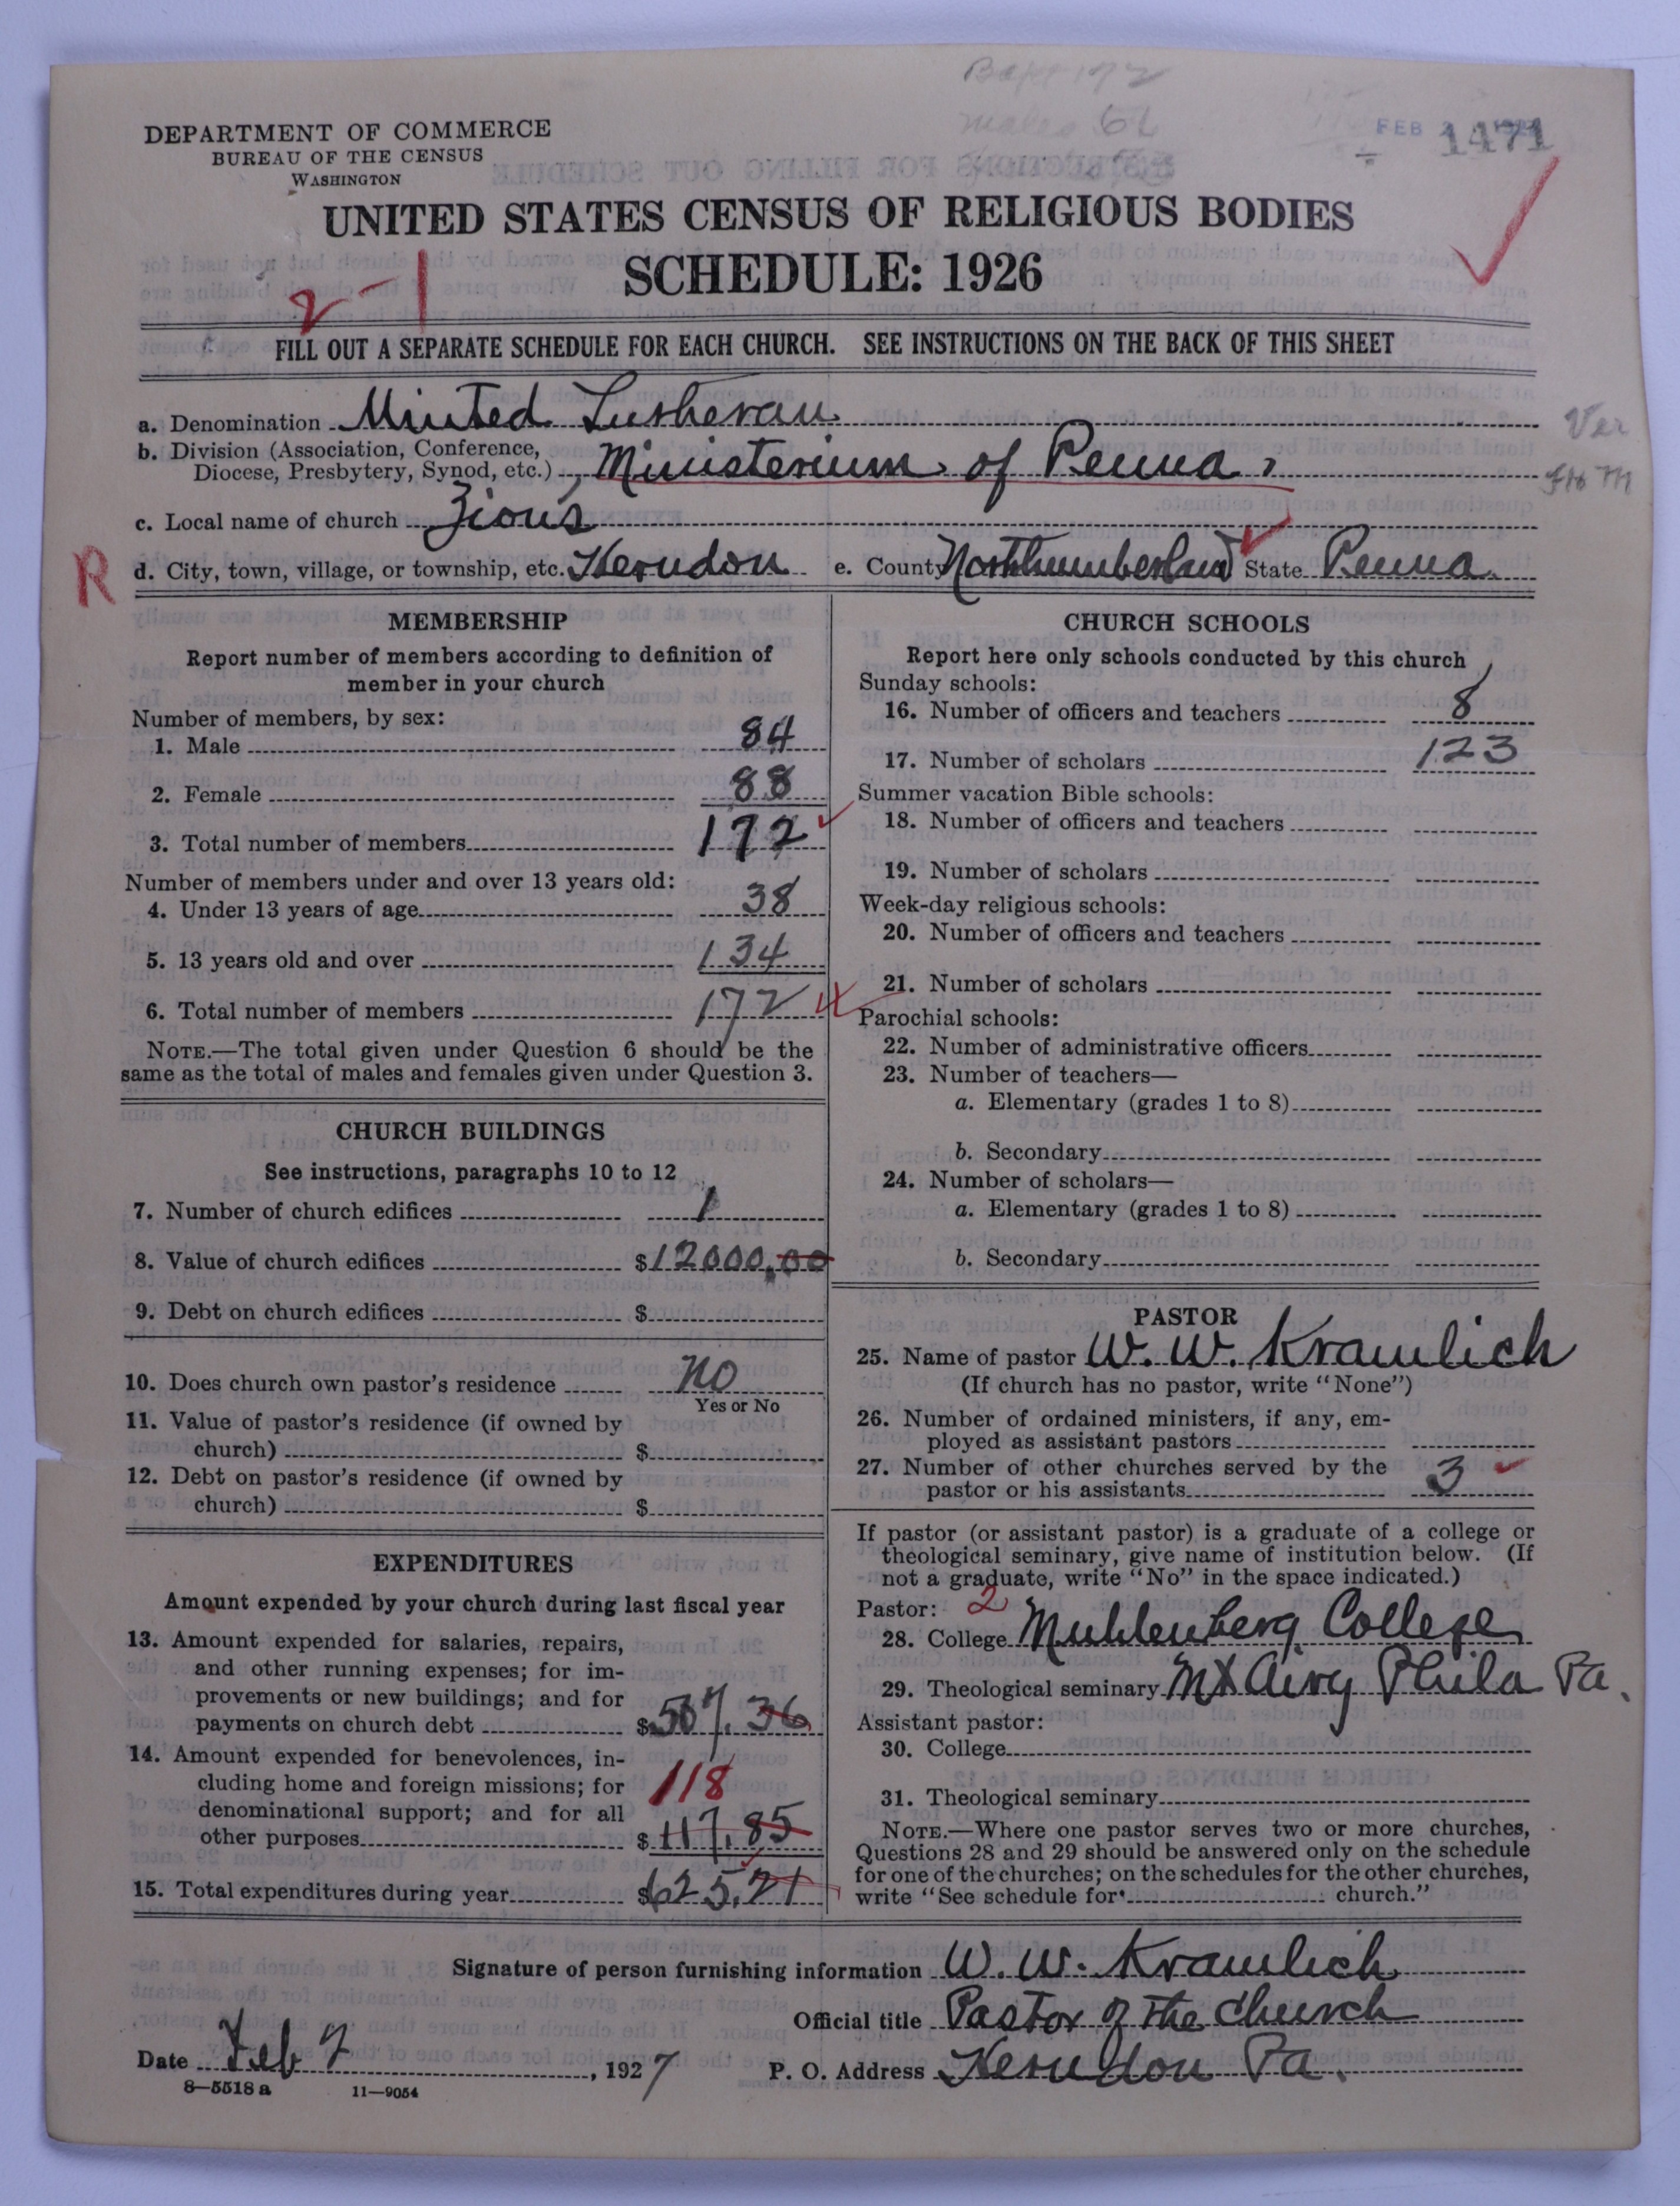 Bapt 172
males 62
DEPARTMENT OF COMMERCE
BUREAU OF THE CENSUS
WASHINGTON
FEB 1471
UNITED STATES CENSUS OF RELIGIOUS BODIES
SCHEDULE: 1926
2-1
FILL OUT A SEPARATE SCHEDULE FOR EACH CHURCH. SEE INSTRUCTIONS ON THE BACK OF THIS SHEET
a. Denomination United Lutheran
b. Division (Association, Conference,
Diocese, Presbytery, Synod, etc.) Ministerium of Penna.
Ver
c. Local name of church Zion's
R
d. City, town, village, or township, etc. Herndon e. County Northumberland State Penna.
MEMBERSHIP
Report number of members according to definition of
member in your church
Number of members, by sex:
1. Male 84
2. Female 88
3. Total number of members 172
Number of members under and over 13 years old:
4. Under 13 years of age 38
5. 13 years old and over 134
6. Total number of members 172
NOTE.—The total given under Question 6 should be the
same as the total of males and females given under Question 3.
CHURCH BUILDINGS
See instructions, paragraphs 10 to 12
7. Number of church edifices 1
8. Value of church edifices $12000.00
9. Debt on church edifices $
10. Does church own pastor's residence No
Yes or No
11. Value of pastor's residence (if owned by
church) $
12. Debt on pastor's residence (if owned by
church) $
EXPENDITURES
Amount expended by your church during last fiscal year
13. Amount expended for salaries, repairs,
and other running expenses; for im-
provements or new buildings; and for
payments on church debt $507.36
14. Amount expended for benevolences, in-
cluding home and foreign missions; for 118
denominational support; and for all
other purposes $117.85
15. Total expenditures during year $625.21
CHURCH SCHOOLS
Report here only schools conducted by this church
Sunday schools:
16. Number of officers and teachers 8
17. Number of scholars 123
Summer vacation Bible schools:
18. Number of officers and teachers
19. Number of scholars
Week-day religious schools:
20. Number of officers and teachers
21. Number of scholars
Parochial schools:
22. Number of administrative officers
23. Number of teachers—
a. Elementary (grades 1 to 8)
b. Secondary
24. Number of scholars—
a. Elementary (grades 1 to 8)
b. Secondary
PASTOR
25. Name of pastor W. W. Kramlich
(If church has no pastor, write "None")
26. Number of ordained ministers, if any, em-
ployed as assistant pastors
27. Number of other churches served by the
pastor or his assistants 3
If pastor (or assistant pastor) is a graduate of a college or
theological seminary, give name of institution below. (If
not a graduate, write "No" in the space indicated.)
Pastor: 2
28. College Muhlenberg College
29. Theological seminary Mt Airy Phila Pa.
Assistant pastor:
30. College
31. Theological seminary
NOTE.—Where one pastor serves two or more churches,
Questions 28 and 29 should be answered only on the schedule
for one of the churches; on the schedules for the other churches,
write "See schedule for church."
Signature of person furnishing information W. W. Kramlich
Official title Pastor of the Church
Date Feb 7, 1927 P. O. Address Herndon Pa.
8—5518 a 11—9054